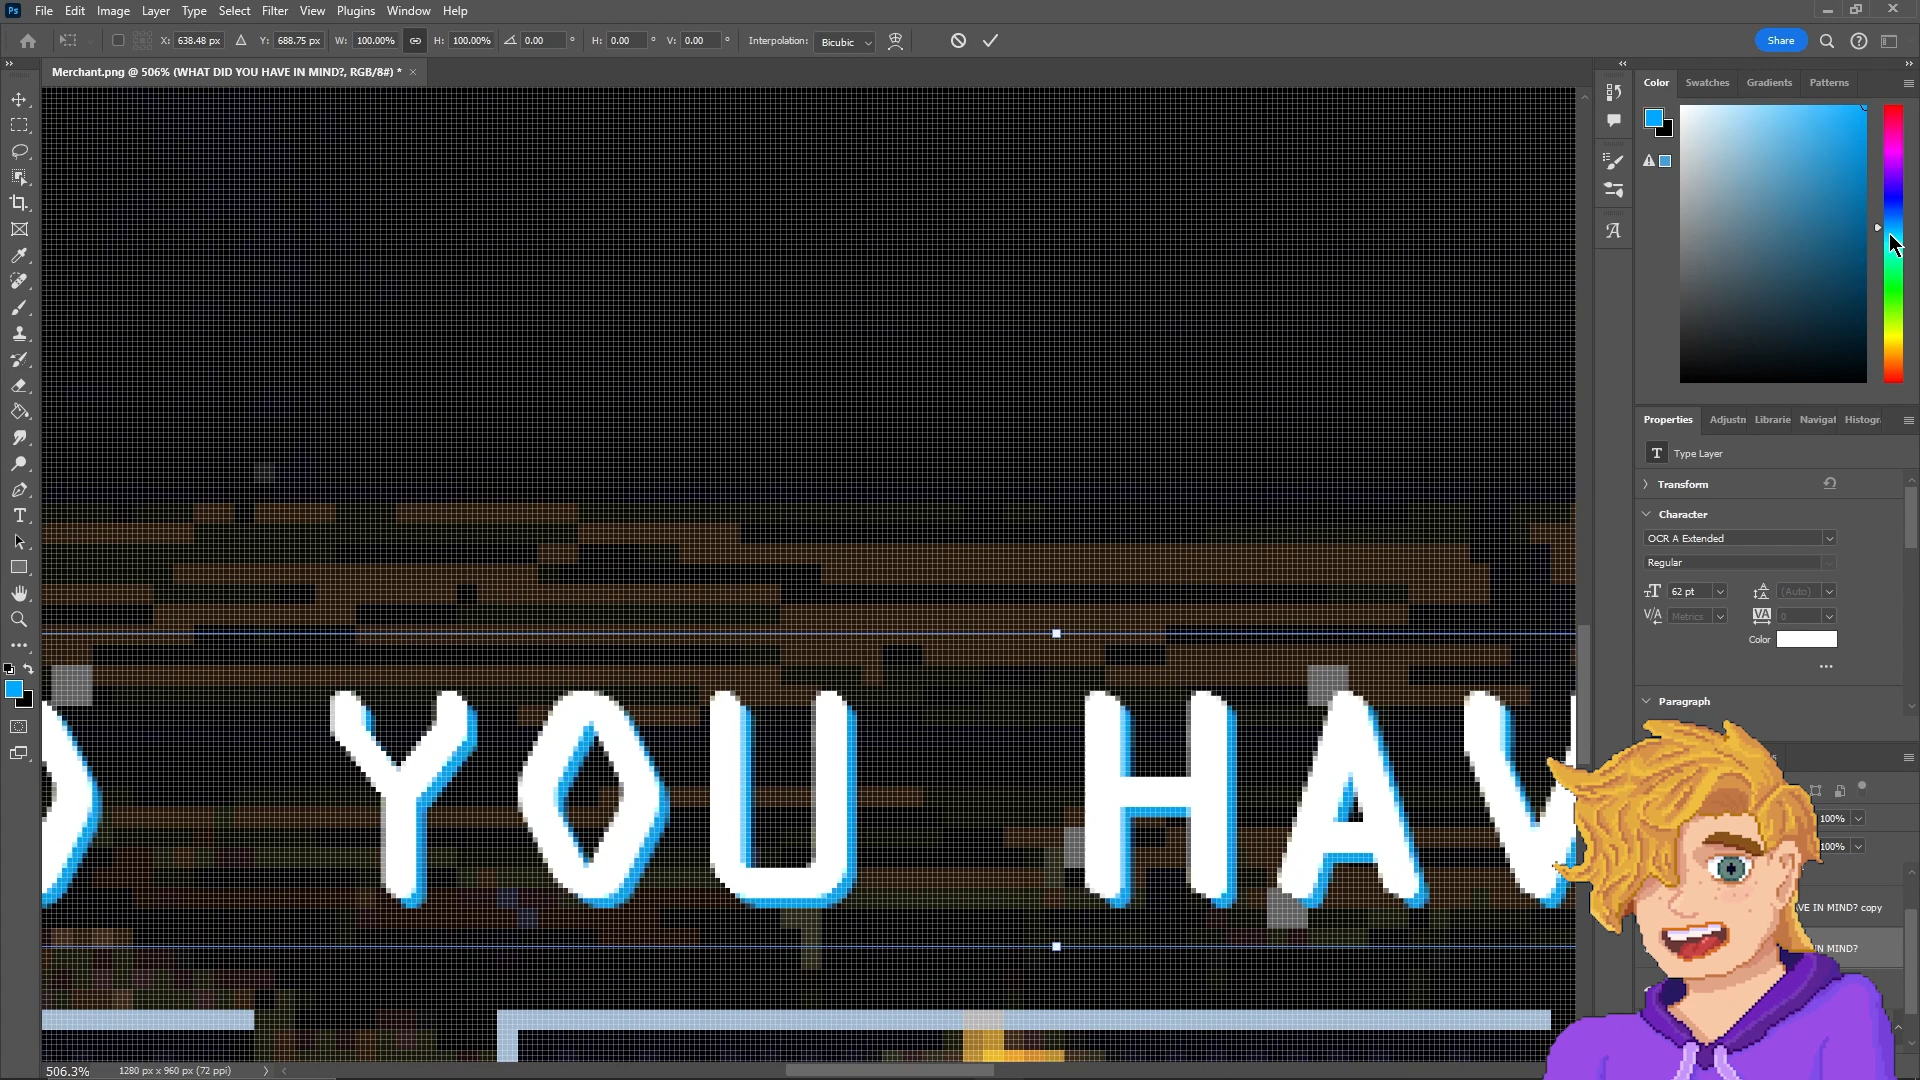 Ps File Edit Image Layer Type Select Filter View Plugins Window Help
X: 638.48 px Y: 688.75 px W: 100.00% H: 100.00% 0.00 ° H: 0.00 ° V: 0.00 ° Interpolation: Bicubic Share
Merchant.png @ 506% (WHAT DID YOU HAVE IN MIND?, RGB/8#) * ×
Color Swatches Gradients Patterns
Properties Adjustn Librarie Navigat Histogr
T Type Layer
Transform
Character
OCR A Extended
Regular
62 pt (Auto)
Metrics 0
Color
Paragraph
YOU HAV
100%
100%
VE IN MIND? copy
IN MIND?
506.3% 1280 px x 960 px (72 ppi)